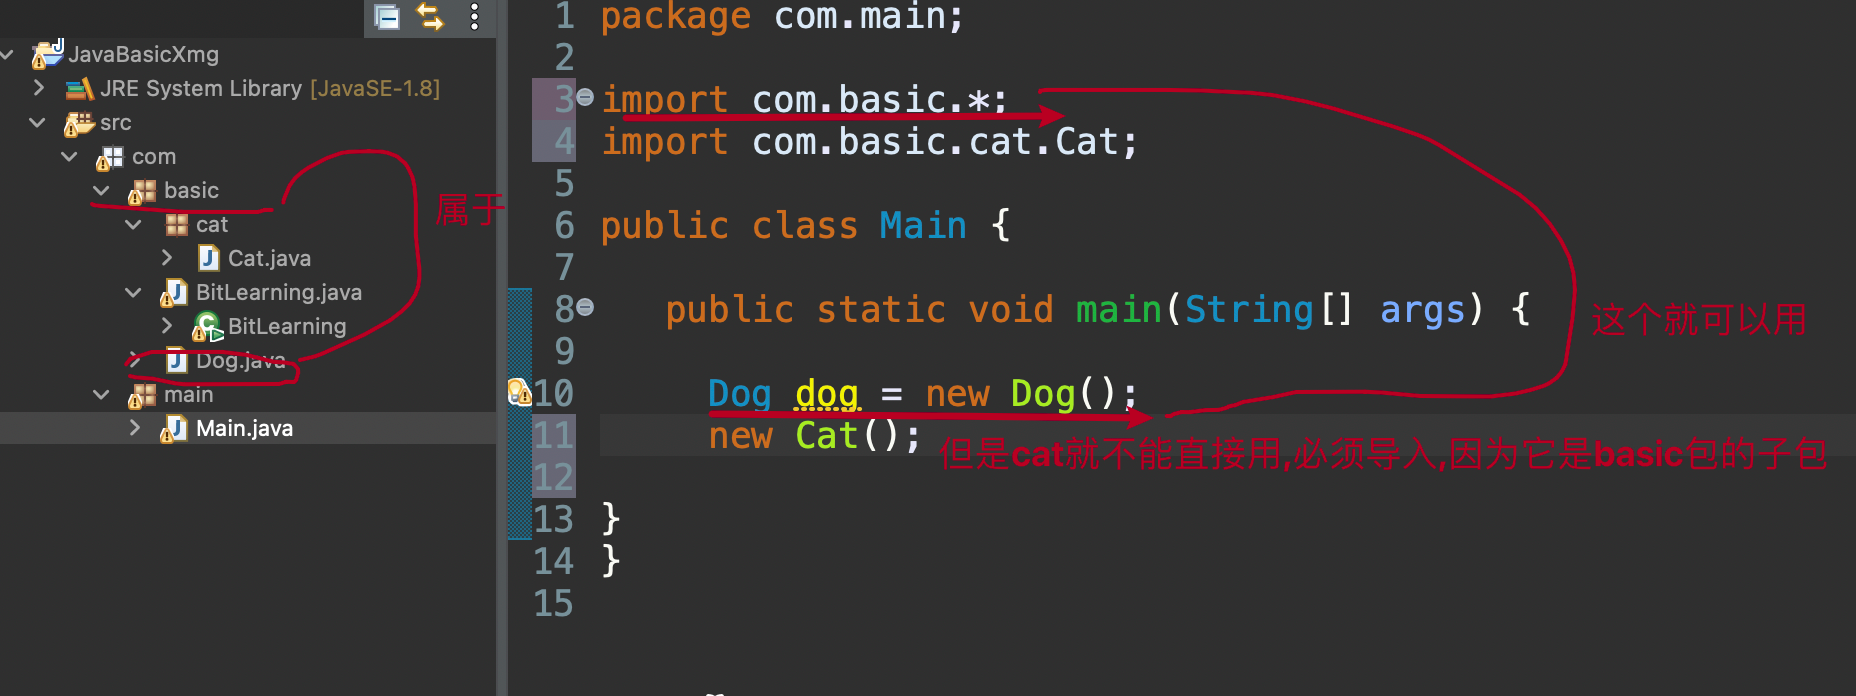 JavaBasicXmg
JRE System Library [JavaSE-1.8]
src
com
basic
cat
Cat.java
BitLearning.java
BitLearning
Dog.java
main
Main.java
属于
1 package com.main;
2
3 import com.basic.*;
4 import com.basic.cat.Cat;
5
6 public class Main {
7
8 public static void main(String[] args) {
9
这个就可以用
10 Dog dog = new Dog();
11 new Cat();
但是cat就不能直接用,必须导入,因为它是basic包的子包
12
13 }
14 }
15